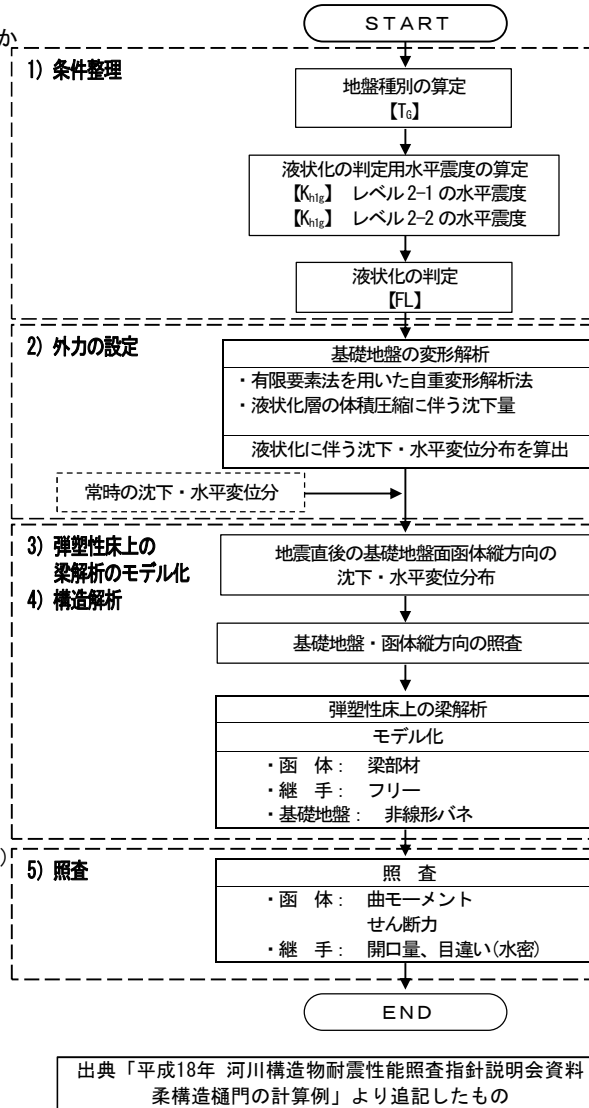 START
か
1) 条件整理
地盤種別の算定
【TG】
液状化の判定用水平震度の算定
【Kh1g】 レベル2-1の水平震度
【Kh1g】 レベル2-2の水平震度
液状化の判定
【FL】
2) 外力の設定
基礎地盤の変形解析
・有限要素法を用いた自重変形解析法
・液状化層の体積圧縮に伴う沈下量
液状化に伴う沈下・水平変位分布を算出
常時の沈下・水平変位分
3) 弾塑性床上の
梁解析のモデル化
4) 構造解析
地震直後の基礎地盤面函体縦方向の
沈下・水平変位分布
基礎地盤・函体縦方向の照査
弾塑性床上の梁解析
モデル化
・函 体: 梁部材
・継 手: フリー
・基礎地盤: 非線形バネ
)
5) 照査
照 査
・函 体: 曲モーメント
せん断力
・継 手: 開口量、目違い(水密)
END
出典「平成18年 河川構造物耐震性能照査指針説明会資料
柔構造樋門の計算例」より追記したもの